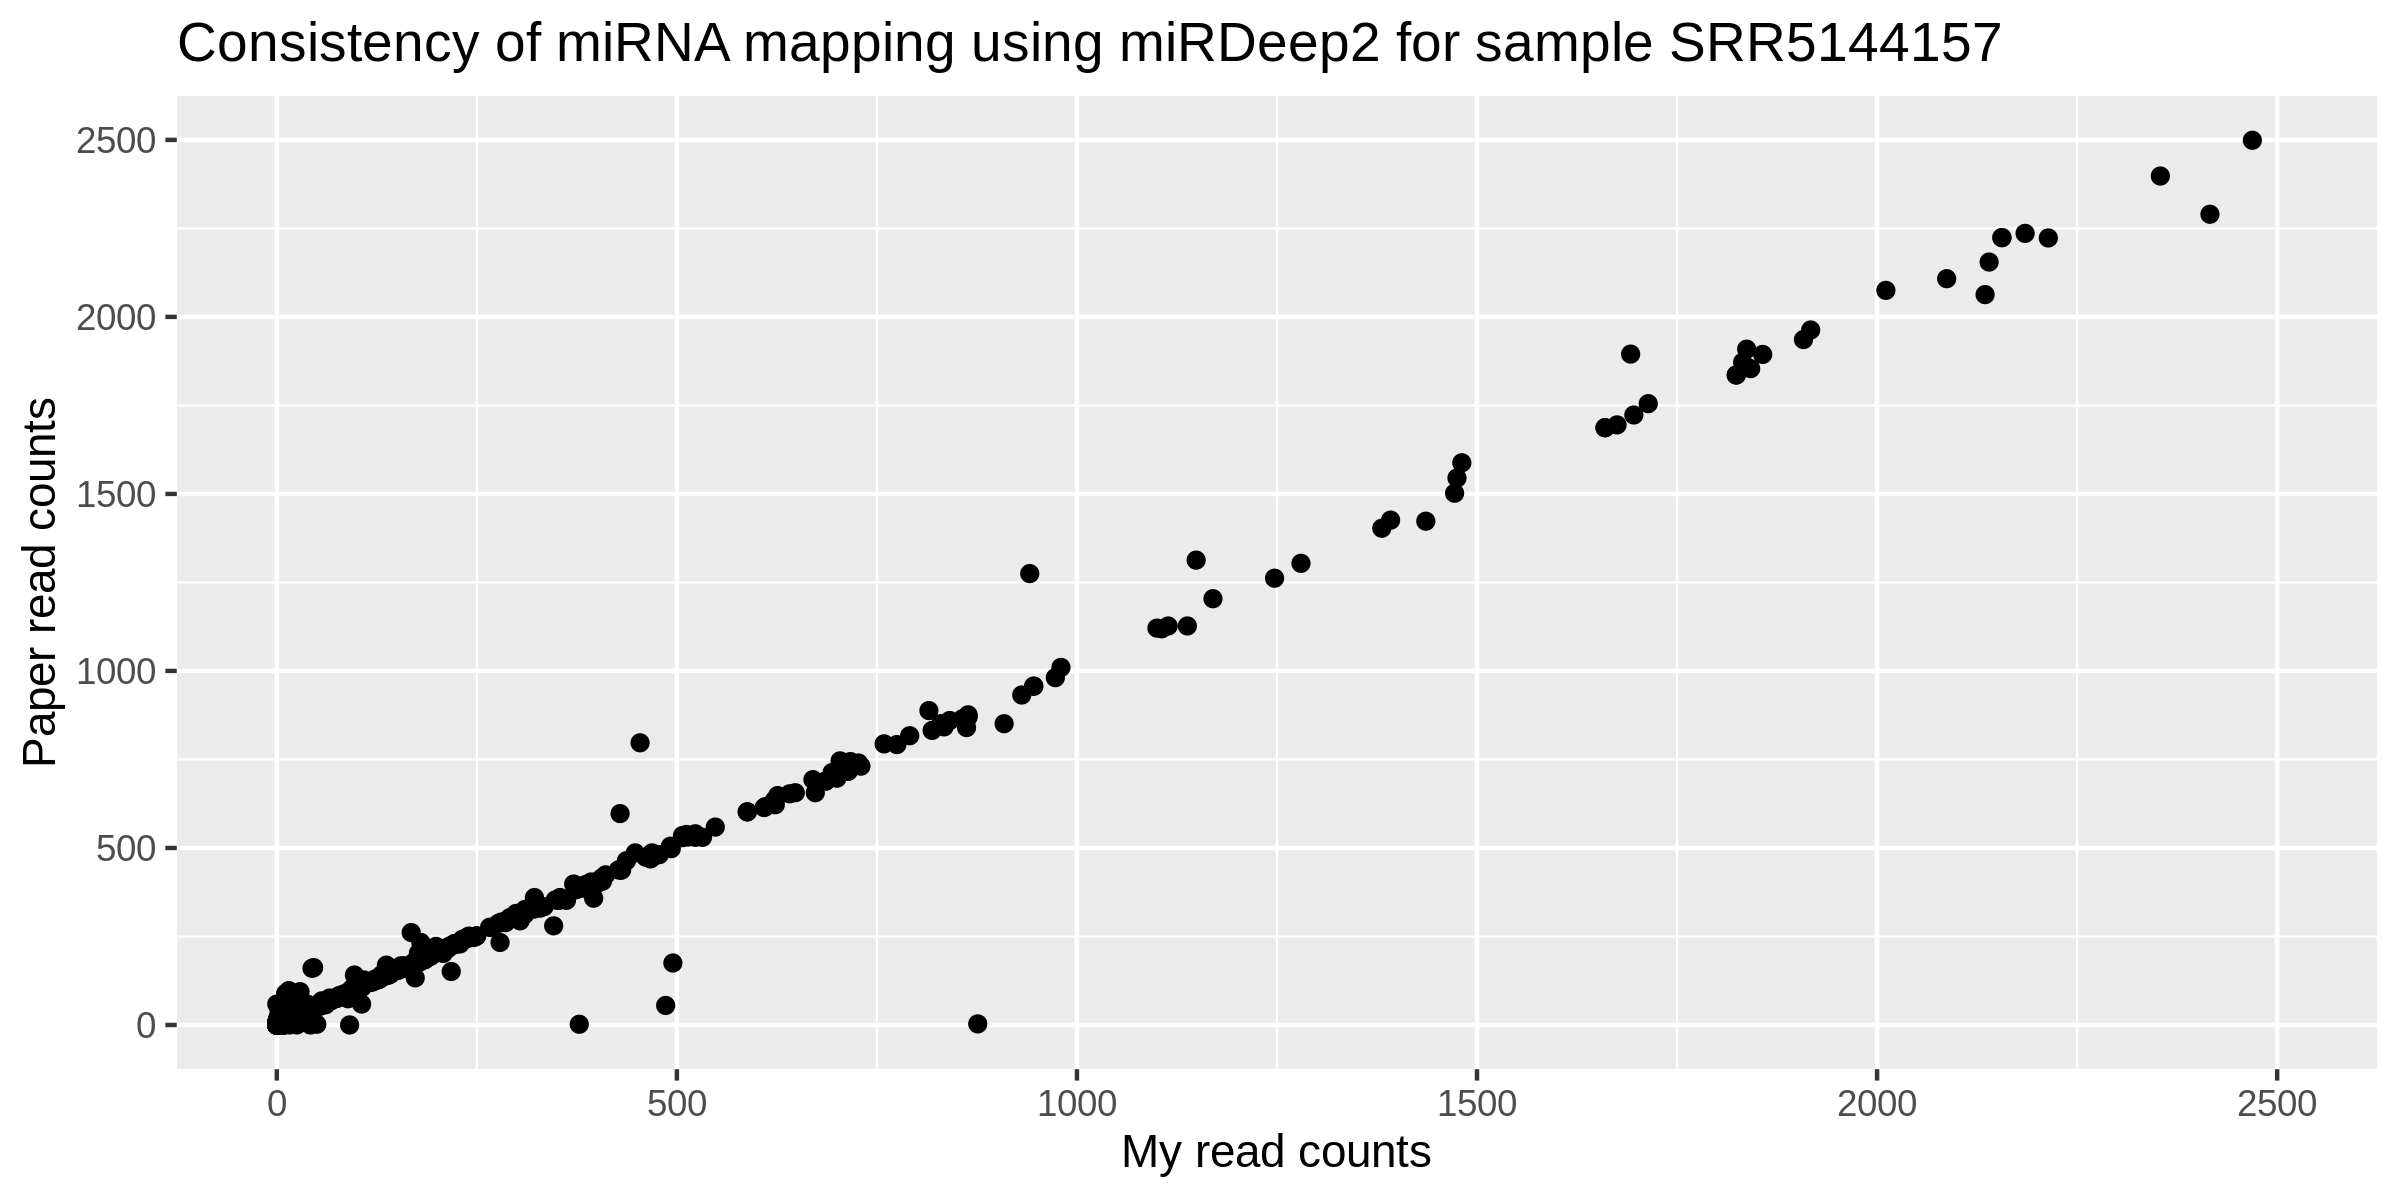 Consistency of miRNA mapping using miRDeep2 for sample SRR5144157
Paper read counts
2500
2000
1500
1000
500
0
0 500 1000 1500 2000 2500
My read counts